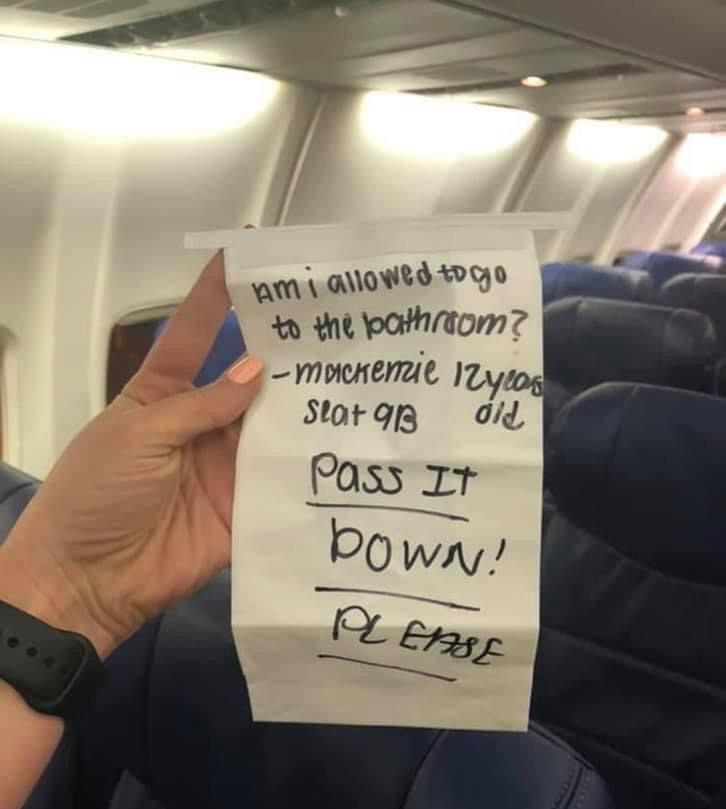 Am i allowed to go
to the bathroom?
- mackenzie 12 years
seat 9B old
PASS IT
DOWN!
PLEASE